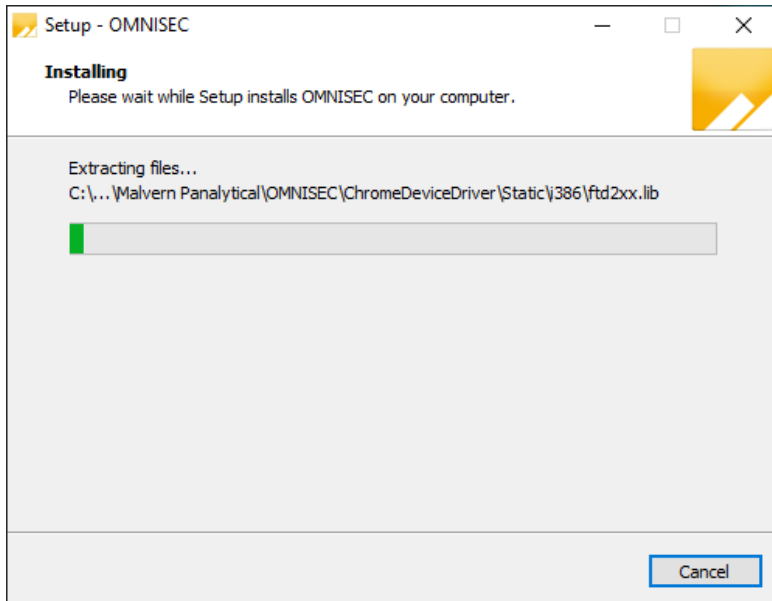 Setup - OMNISEC
Installing
Please wait while Setup installs OMNISEC on your computer.
Extracting files...
C:\...\Malvern Panalytical\OMNISEC\ChromeDeviceDriver\Static\i386\ftd2xx.lib
Cancel